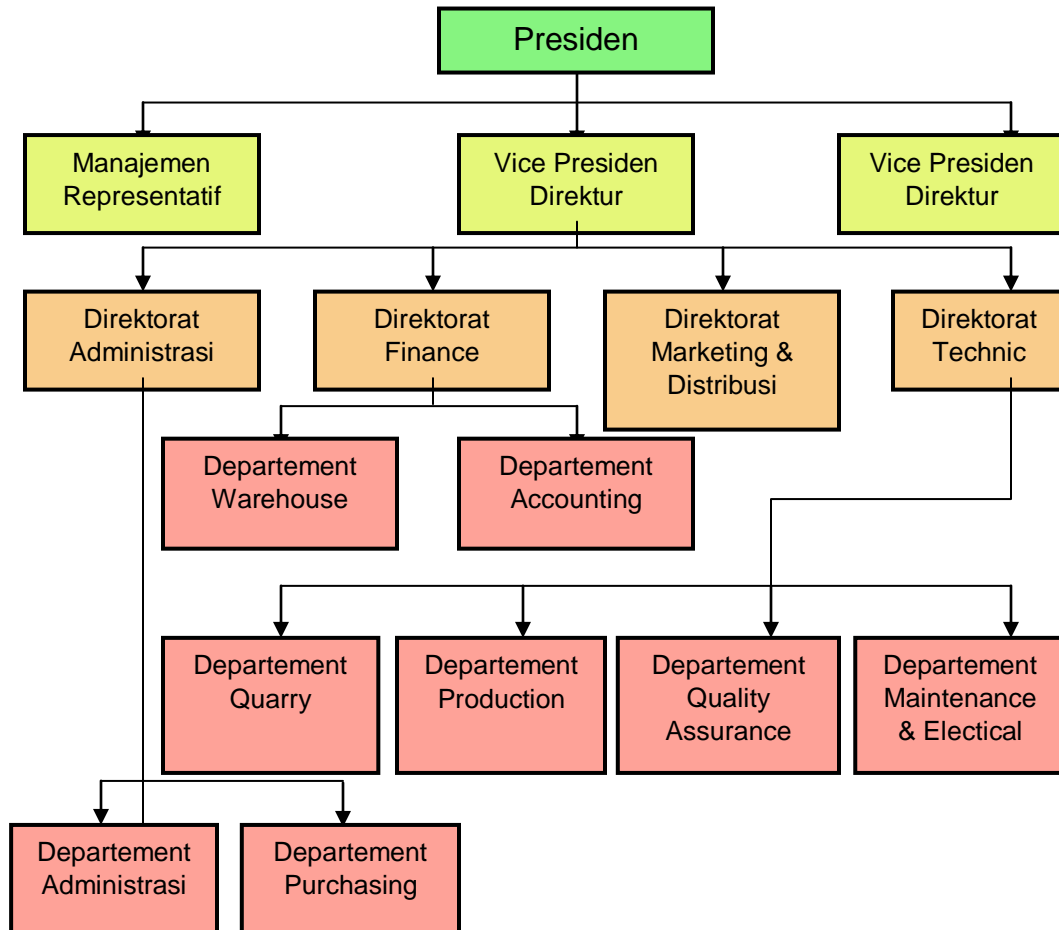 Presiden
Manajemen
Representatif
Vice Presiden
Direktur
Vice Presiden
Direktur
Direktorat
Administrasi
Direktorat
Finance
Direktorat
Marketing &
Distribusi
Direktorat
Technic
Departement
Warehouse
Departement
Accounting
Departement
Quarry
Departement
Production
Departement
Quality
Assurance
Departement
Maintenance
& Electical
Departement
Administrasi
Departement
Purchasing